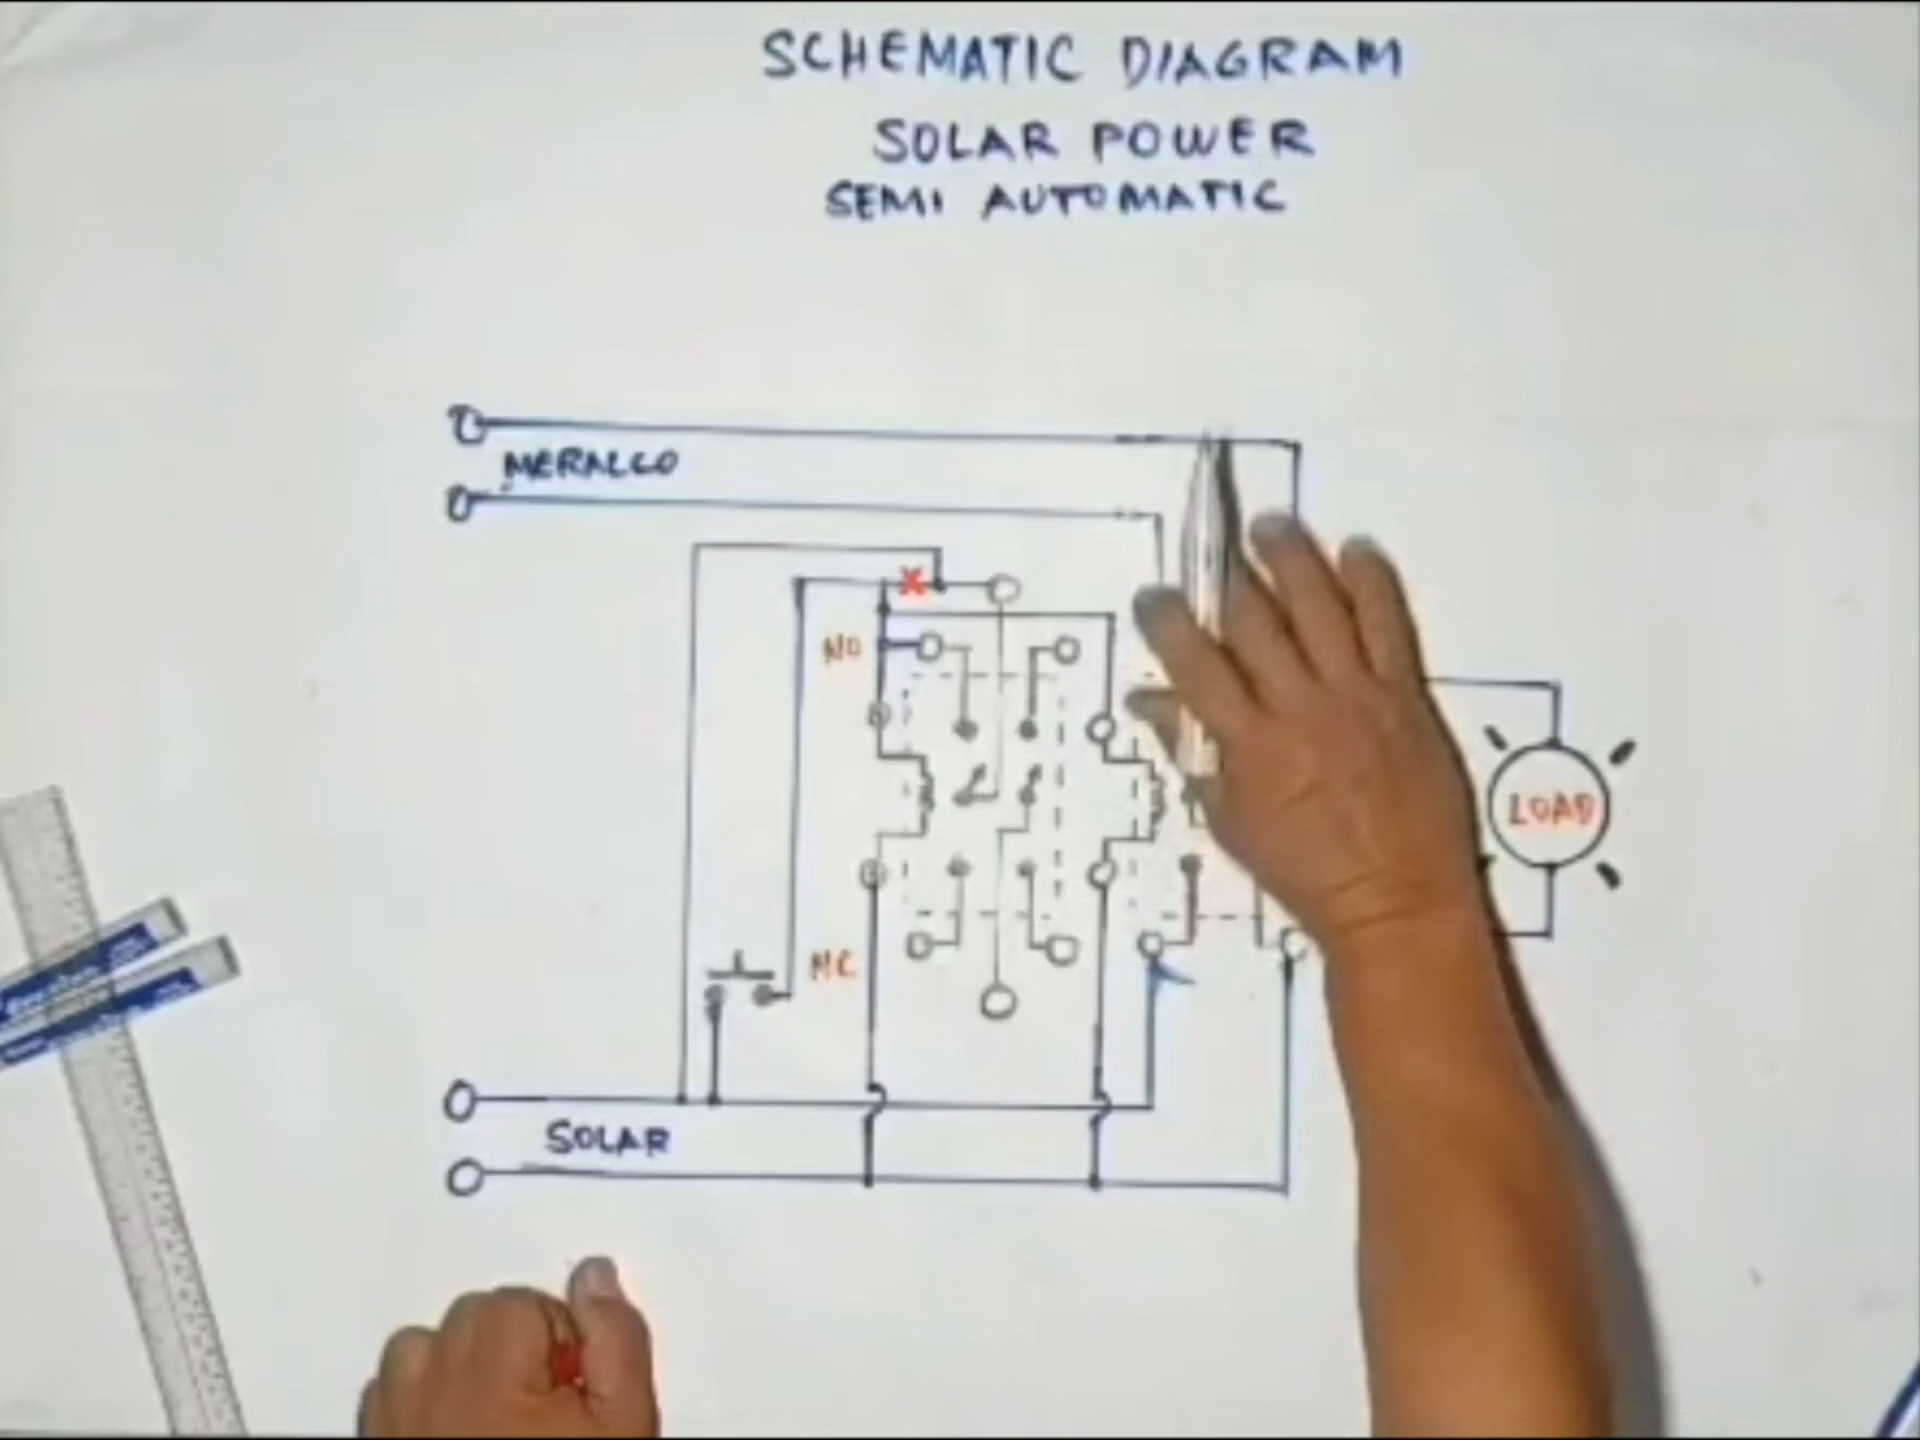 SCHEMATIC DIAGRAM
SOLAR POWER
SEMI AUTOMATIC
MERALCO
X
NO
LOAD
NC
SOLAR